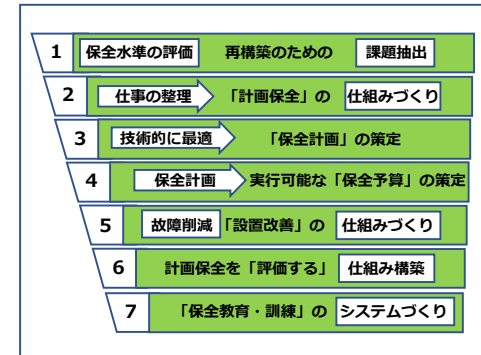 1 保全水準の評価 再構築のための 課題抽出
2 仕事の整理 「計画保全」の 仕組みづくり
3 技術的に最適 「保全計画」の策定
4 保全計画 実行可能な「保全予算」の策定
5 故障削減 「設置改善」の 仕組みづくり
6 計画保全を「評価する」 仕組み構築
7 「保全教育・訓練」の システムづくり